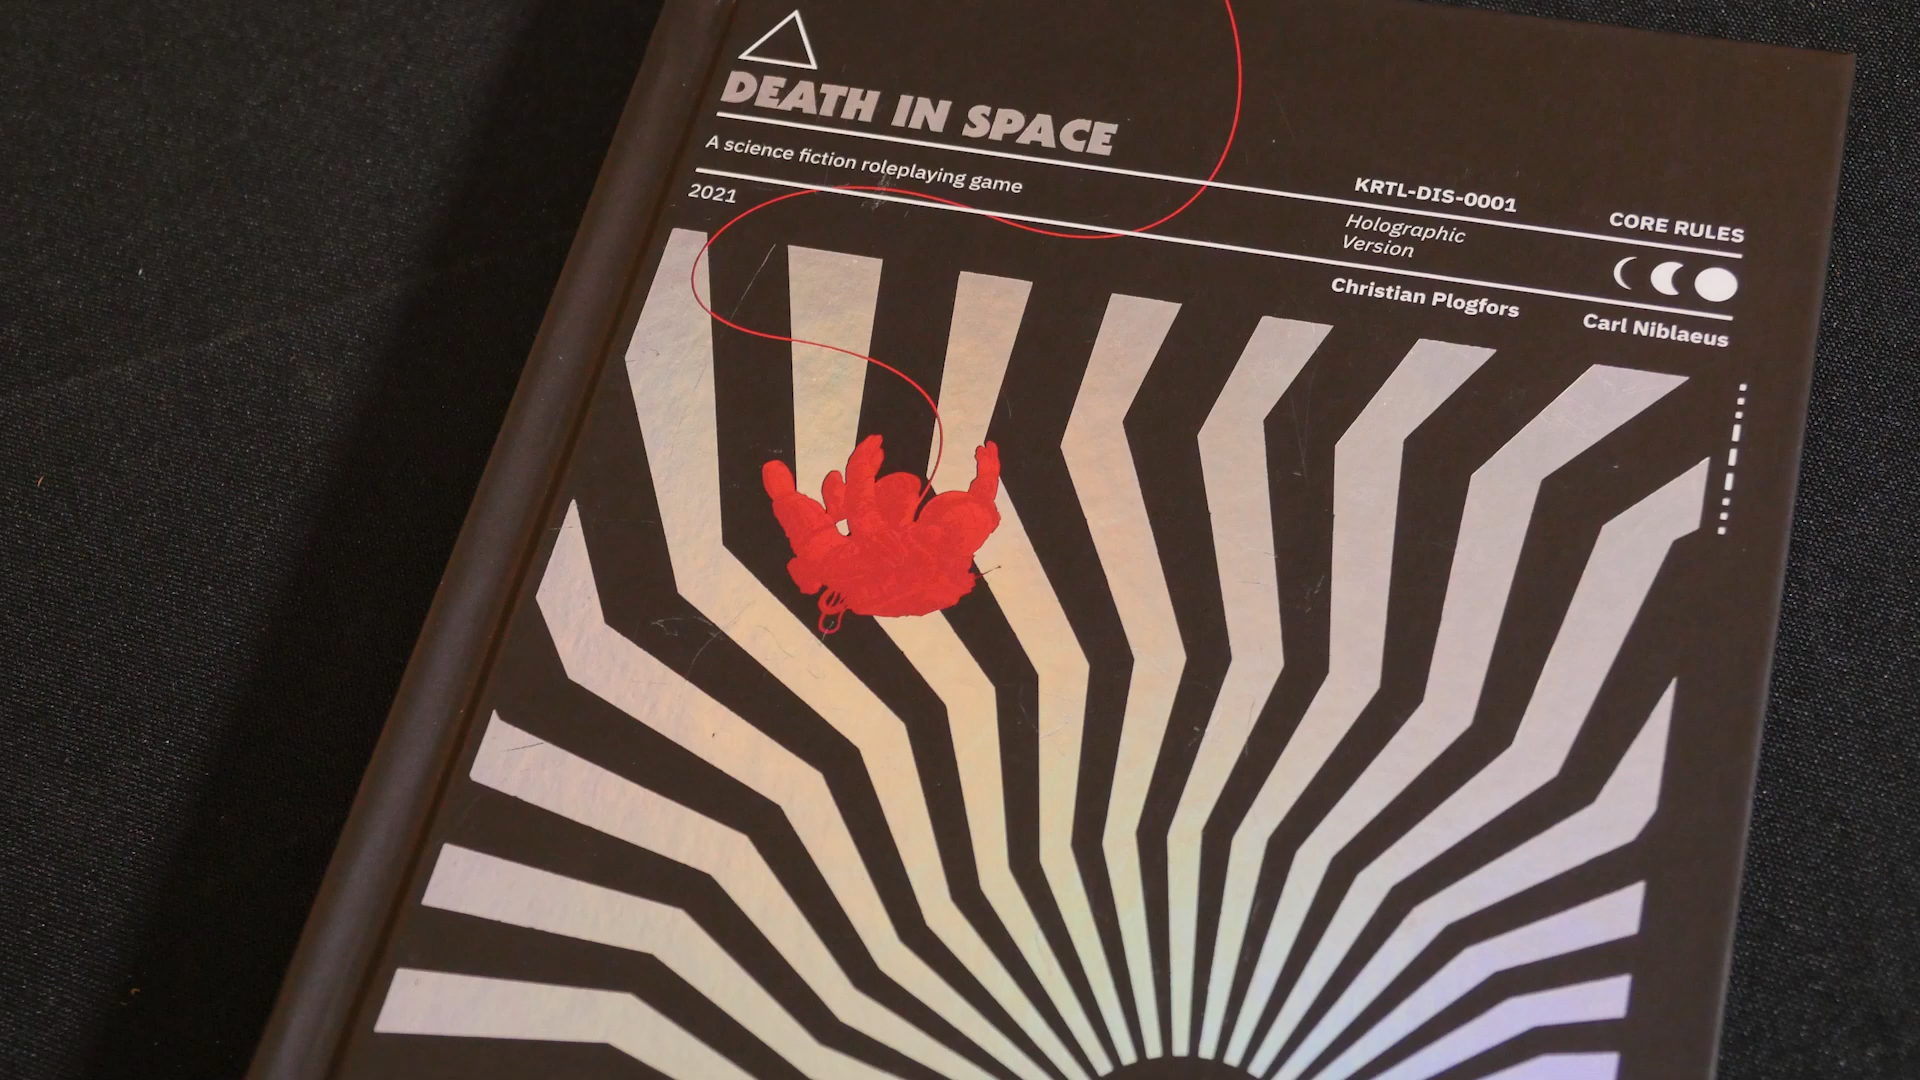 DEATH IN SPACE
A science fiction roleplaying game
2021
KRTL-DIS-0001
Holographic
Version
Christian Plogfors
CORE RULES
Carl Niblaeus